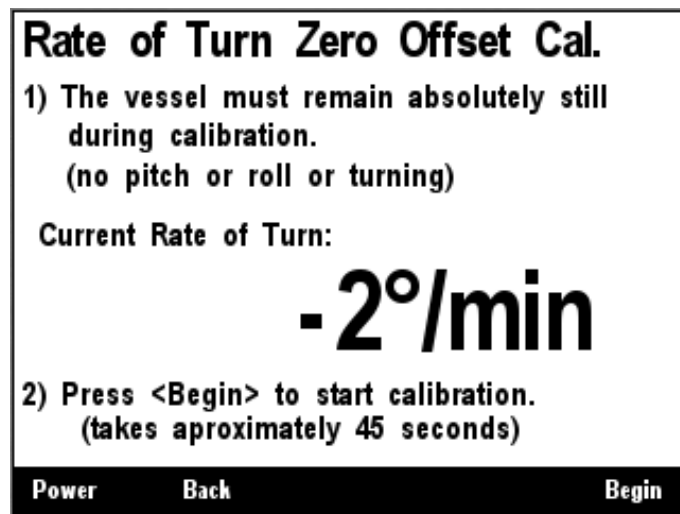 Rate of Turn Zero Offset Cal.
1) The vessel must remain absolutely still
during calibration.
(no pitch or roll or turning)
Current Rate of Turn:
-2°/min
2) Press <Begin> to start calibration.
(takes aproximately 45 seconds)
Power Back Begin